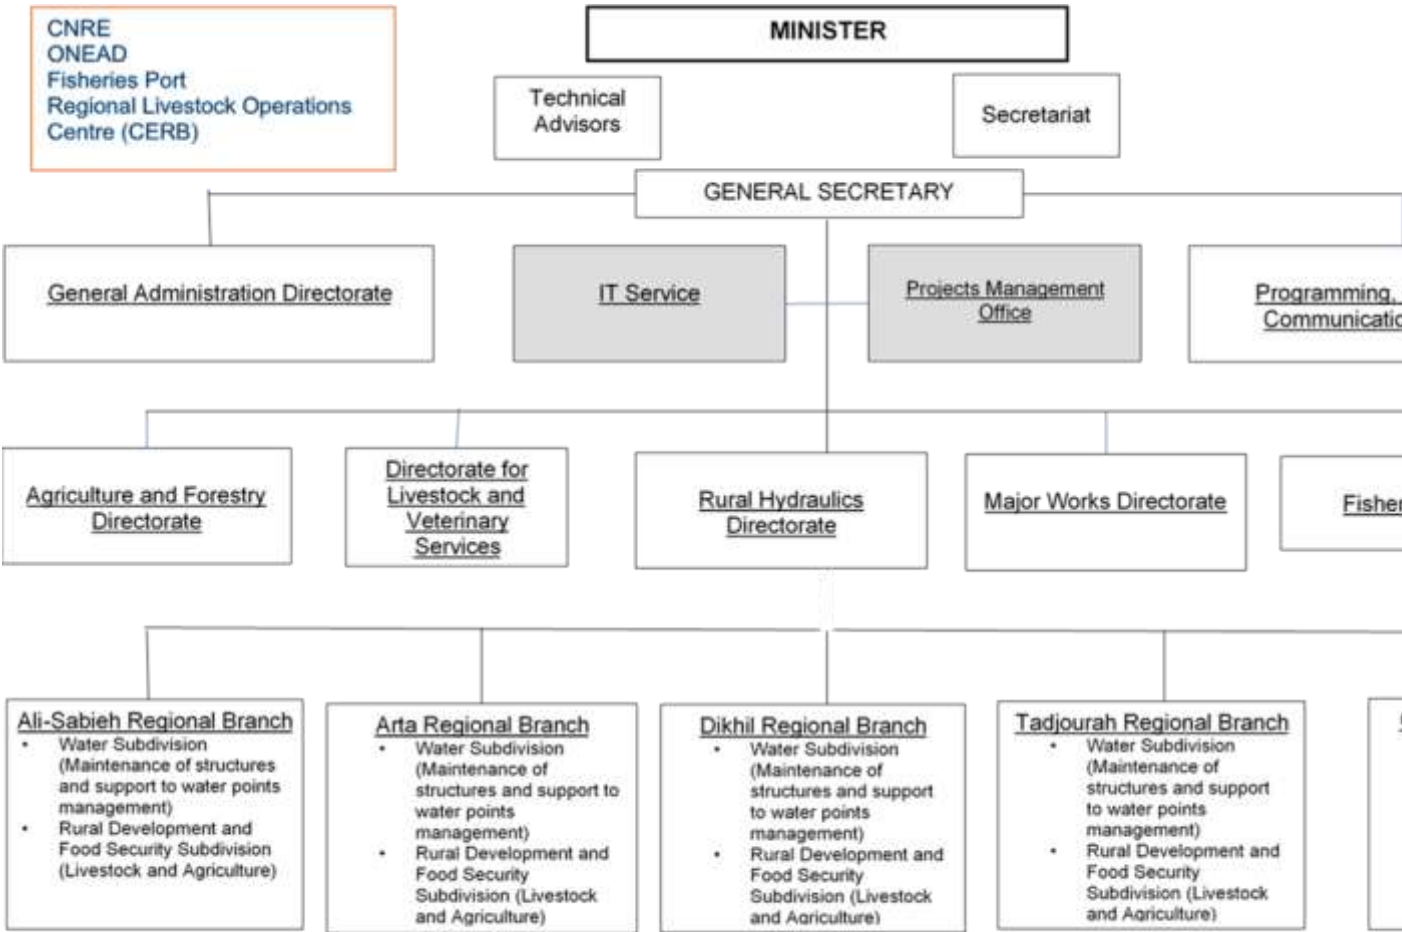 CNRE
ONEAD
Fisheries Port
Regional Livestock Operations
Centre (CERB)
MINISTER
Technical
Advisors
Secretariat
GENERAL SECRETARY
General Administration Directorate
IT Service
Projects Management
Office
Programming,
Communicatio
Agriculture and Forestry
Directorate
Directorate for
Livestock and
Veterinary
Services
Rural Hydraulics
Directorate
Major Works Directorate
Fisher
Ali-Sabieh Regional Branch
• Water Subdivision
(Maintenance of structures
and support to water points
management)
• Rural Development and
Food Security Subdivision
(Livestock and Agriculture)
Arta Regional Branch
• Water Subdivision
(Maintenance of
structures and support to
water points
management)
• Rural Development and
Food Security
Subdivision (Livestock
and Agriculture)
Dikhil Regional Branch
• Water Subdivision
(Maintenance of
structures and support
to water points
management)
• Rural Development and
Food Security
Subdivision (Livestock
and Agriculture)
Tadjourah Regional Branch
• Water Subdivision
(Maintenance of
structures and support
to water points
management)
• Rural Development and
Food Security
Subdivision (Livestock
and Agriculture)